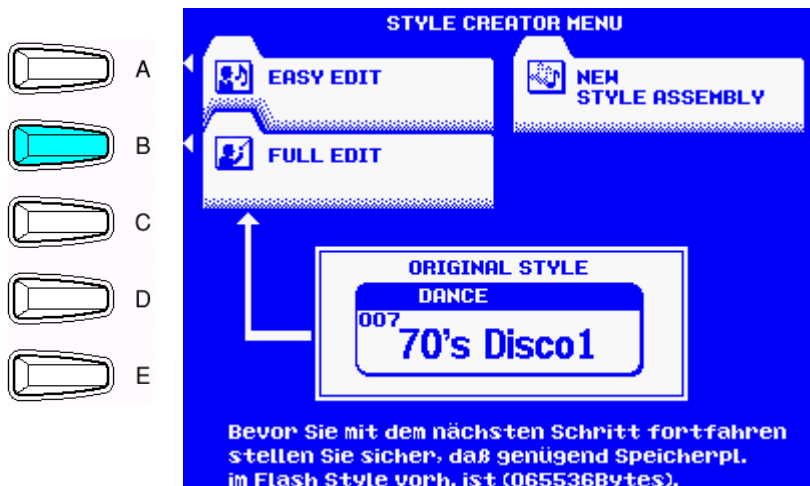 STYLE CREATOR MENU
A
EASY EDIT
NEW
STYLE ASSEMBLY
B
FULL EDIT
C
D
E
ORIGINAL STYLE
DANCE
007
70's Disco1
Bevor Sie mit dem nächsten Schritt fortfahren
stellen Sie sicher, daß genügend Speicherpl.
im Flash Style vorh. ist (065536Bytes).